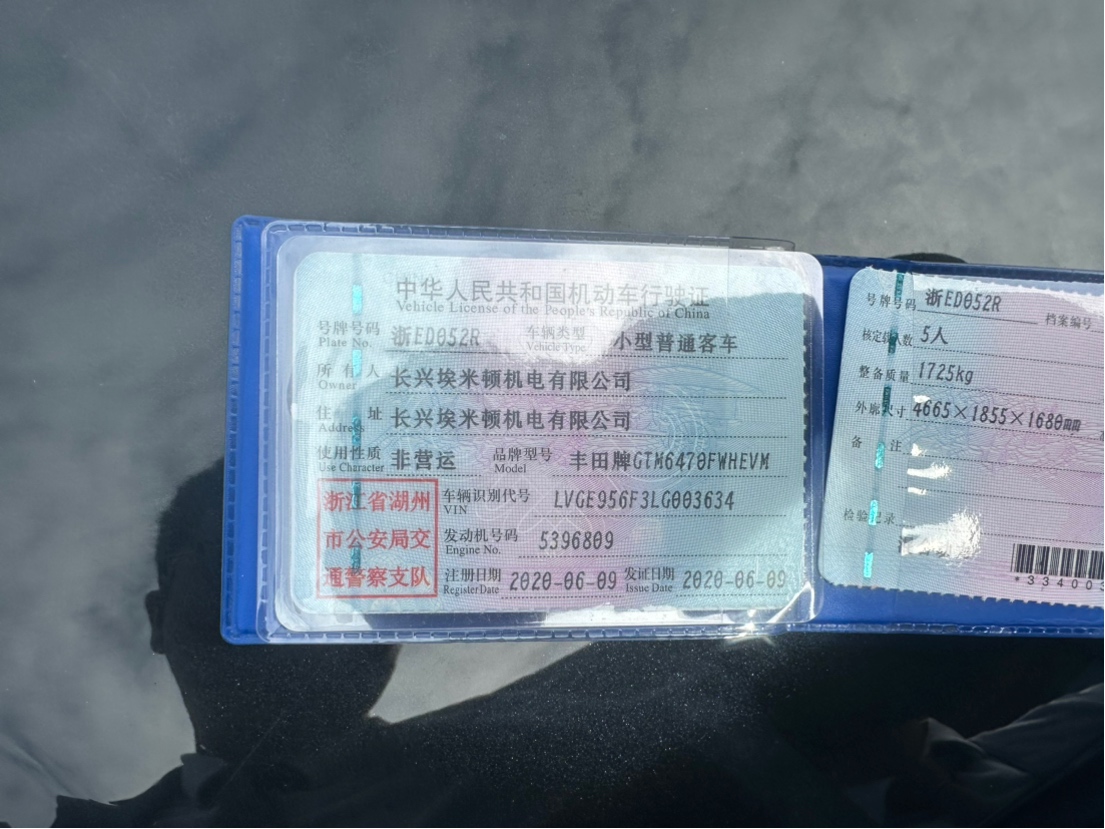 中华人民共和国机动车行驶证
Vehicle License of the People's Republic of China
号牌号码 浙ED052R 车辆类型 小型普通客车
Plate No. Vehicle Type
所有人 长兴埃米顿机电有限公司
Owner
住址 长兴埃米顿机电有限公司
Address
使用性质 非营运 品牌型号 丰田牌GTM6470FWHEVM
Use Character Model
浙江省湖州
市公安局交
通警察支队
车辆识别代号 LVGE956F3LG003634
VIN
发动机号码 5396809
Engine No.
注册日期 2020-06-09 发证日期 2020-06-09
Register Date Issue Date
号牌号码 浙ED052R 档案编号
核定载人数 5人
整备质量 1725kg
外廓尺寸 4665×1855×1680mm
备注
检验记录
*334003